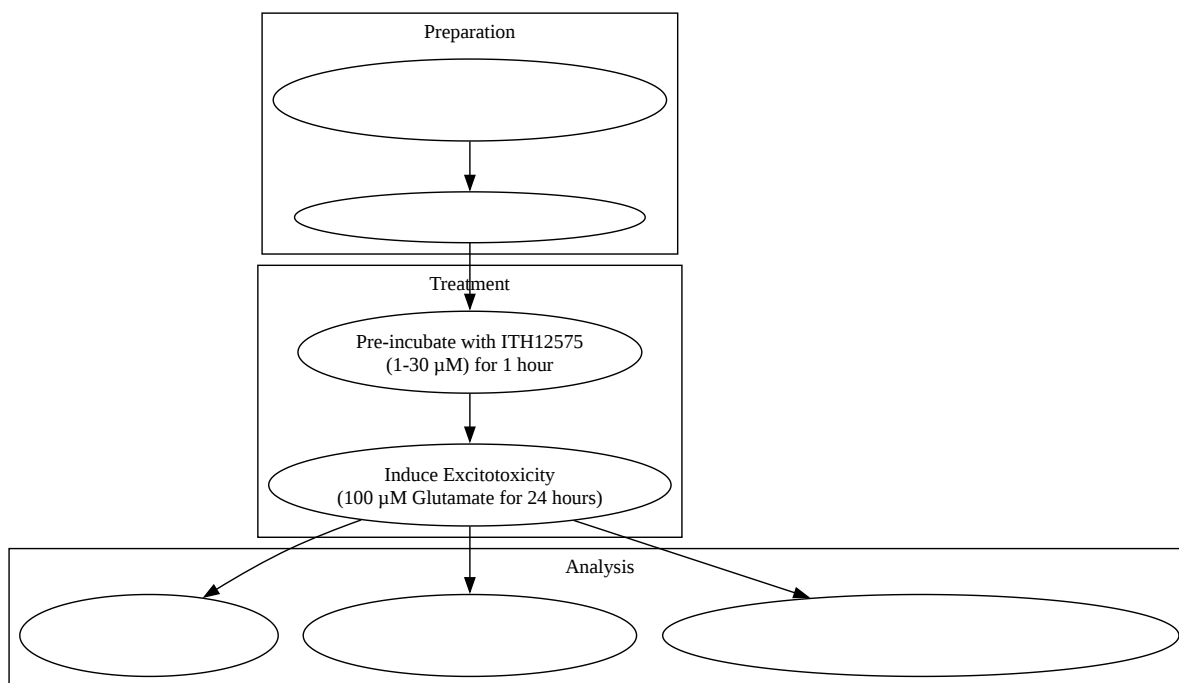 Preparation
Treatment
Pre-incubate with ITH12575
(1-30 µM) for 1 hour
Induce Excitotoxicity
(100 µM Glutamate for 24 hours)
Analysis